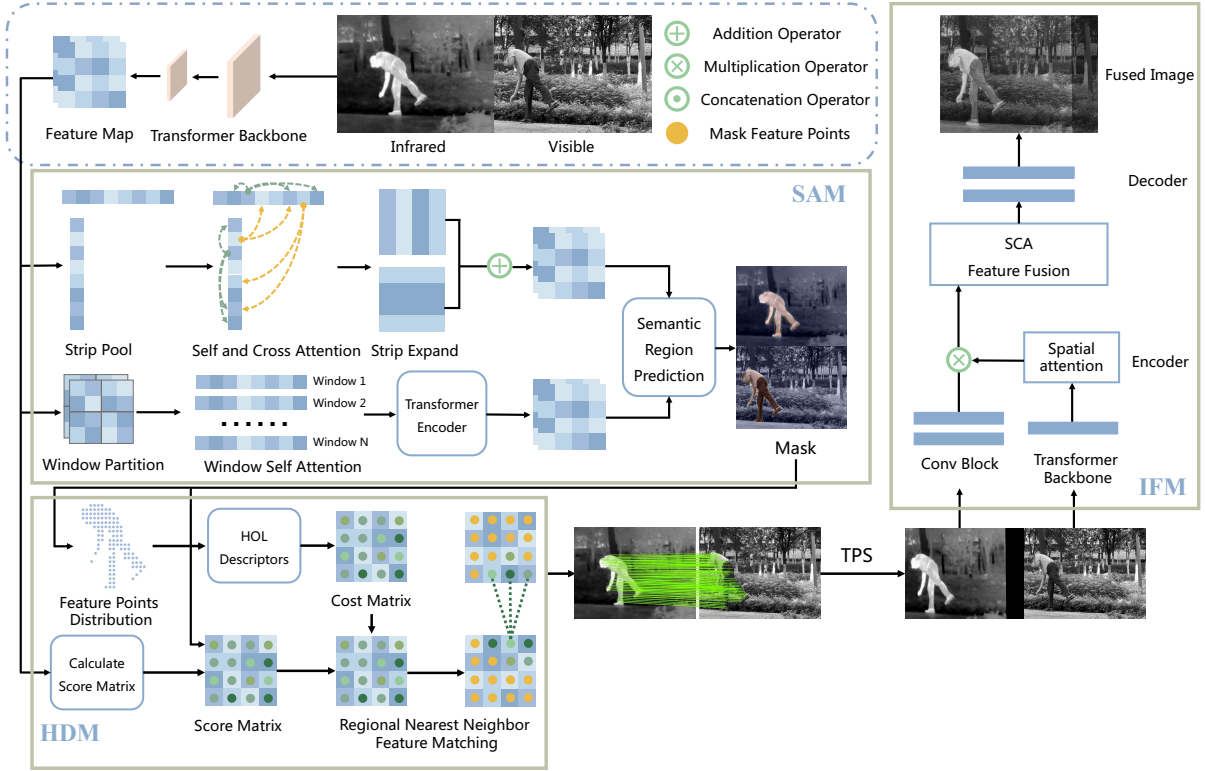 Feature Map
Transformer Backbone
Infrared
Visible
Addition Operator
Multiplication Operator
Concatenation Operator
Mask Feature Points
SAM
Strip Pool
Self and Cross Attention
Strip Expand
Semantic
Region
Prediction
Window Partition
Window 1
Window 2
Window N
Window Self Attention
Transformer
Encoder
Mask
HOL
Descriptors
Feature Points
Distribution
Cost Matrix
Calculate
Score Matrix
Score Matrix
Regional Nearest Neighbor
Feature Matching
HDM
TPS
Fused Image
Decoder
SCA
Feature Fusion
Spatial
attention
Encoder
Conv Block
Transformer
Backbone
IFM